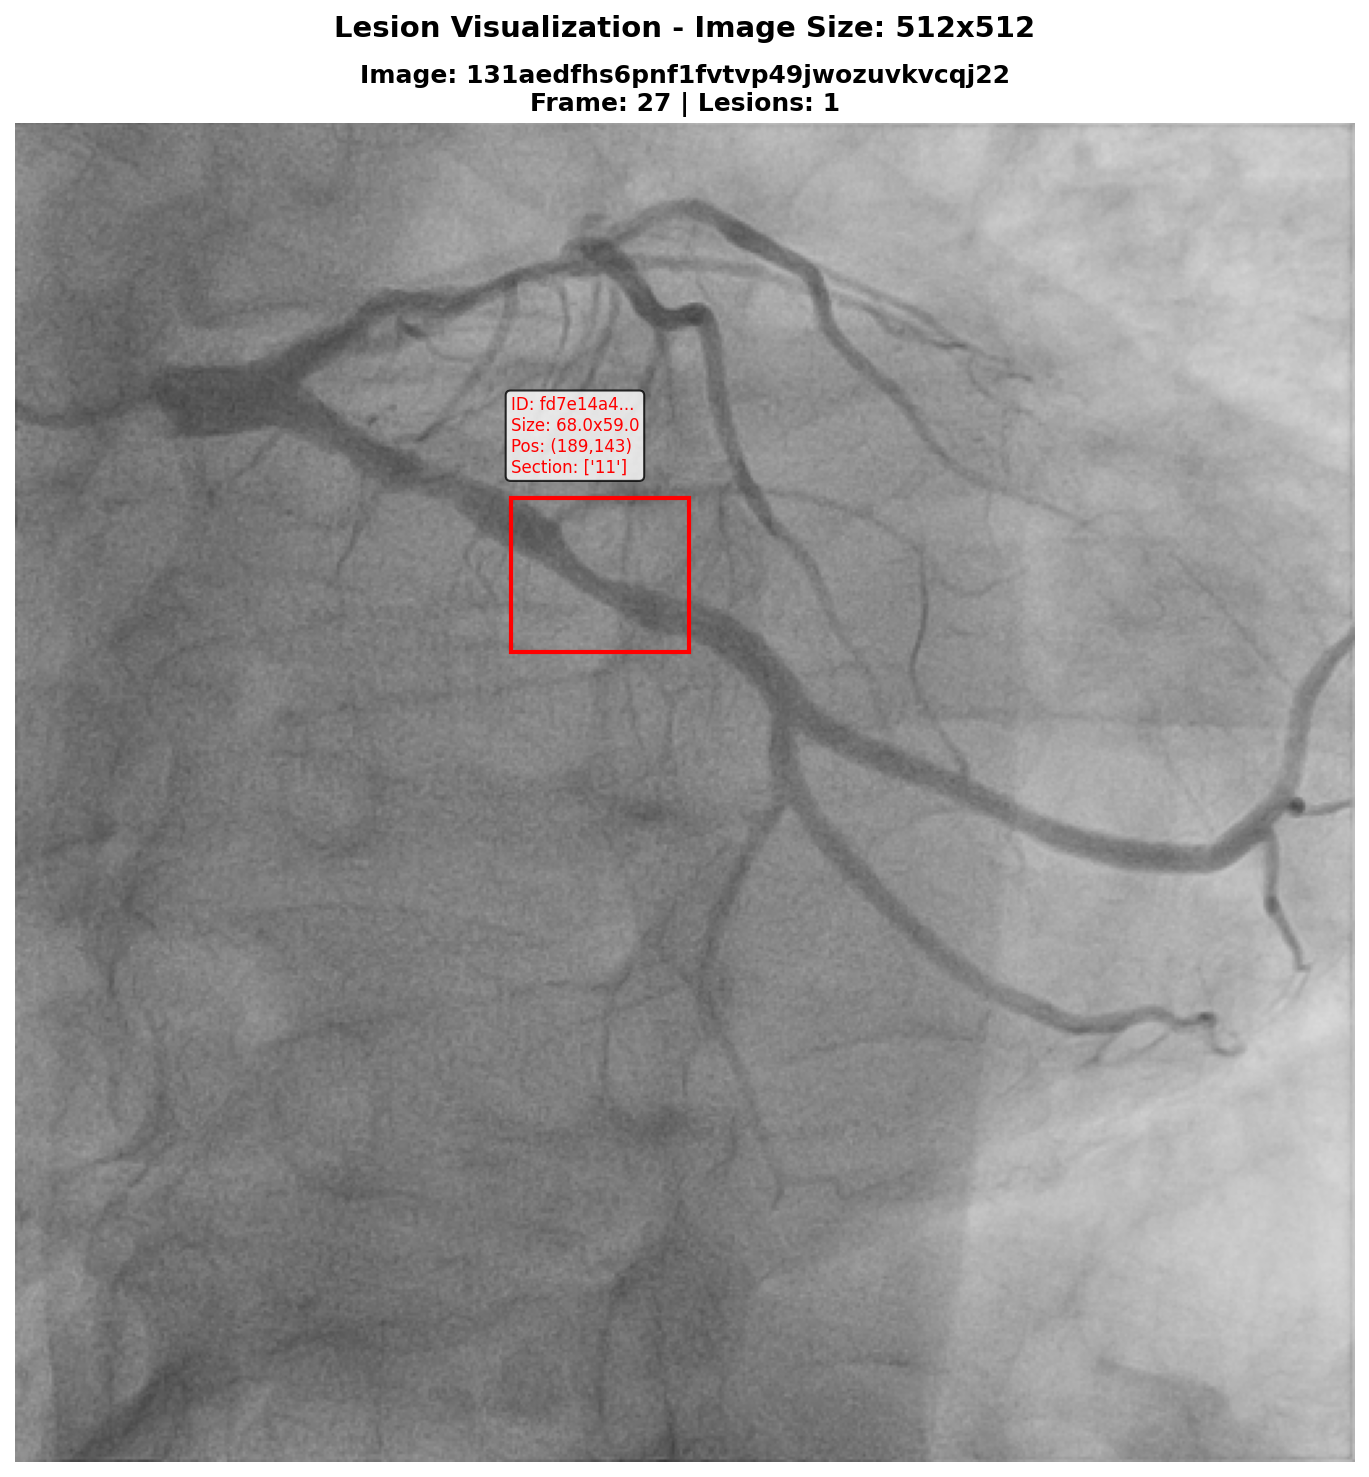 Lesion Visualization - Image Size: 512x512
Image: 131aedfhs6pnf1fvtvp49jwozuvkvcqj22
Frame: 27 | Lesions: 1
ID: fd7e14a4...
Size: 68.0x59.0
Pos: (189,143)
Section: ['11']